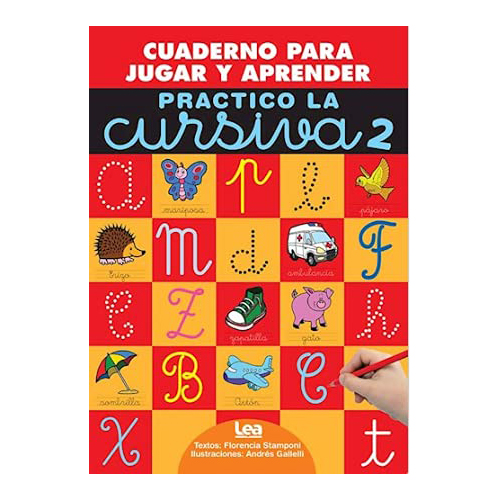 CUADERNO PARA
JUGAR Y APRENDER
PRACTICO LA
cursiva 2
a
mariposa
p
l
pájaro
Erizo
M
d
ambulancia
F
E
Z
zapatilla
gato
h
sombrilla
B
Avión
C
X
t
Lea
Textos: Florencia Stamponi
Ilustraciones: Andrés Gallelli